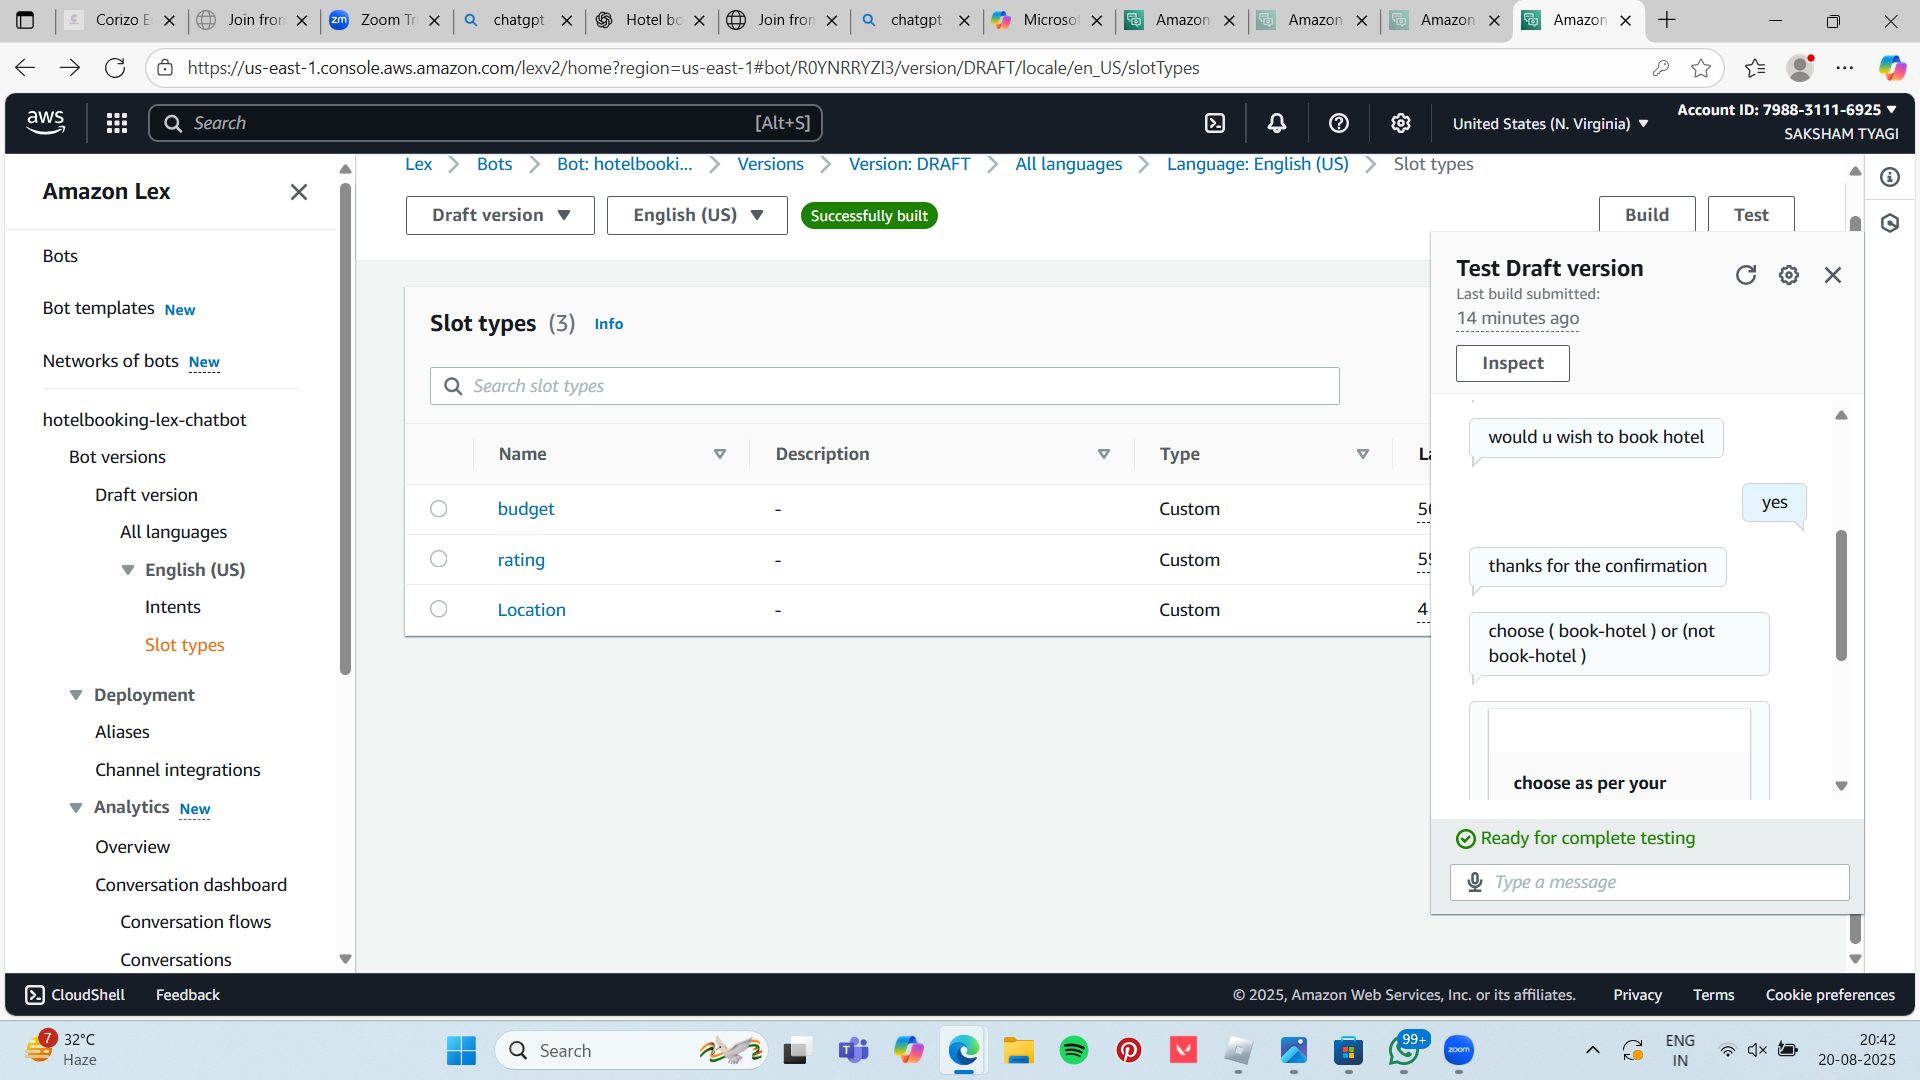 Corizo E
Join from
Zoom Tr
chatgpt
Hotel bo
Join from
chatgpt
Microso
Amazon
Amazon
Amazon
Amazon
https://us-east-1.console.aws.amazon.com/lexv2/home?region=us-east-1#bot/R0YNRRYZI3/version/DRAFT/locale/en_US/slotTypes
aws
Search
[Alt+S]
United States (N. Virginia)
Account ID: 7988-3111-6925
SAKSHAM TYAGI
Amazon Lex
Bots
Bot templates New
Networks of bots New
hotelbooking-lex-chatbot
Bot versions
Draft version
All languages
English (US)
Intents
Slot types
Deployment
Aliases
Channel integrations
Analytics New
Overview
Conversation dashboard
Conversation flows
Conversations
Lex
Bots
Bot: hotelbooki...
Versions
Version: DRAFT
All languages
Language: English (US)
Slot types
Draft version
English (US)
Successfully built
Build
Test
Slot types (3) Info
Search slot types
Name
Description
Type
budget - Custom
rating - Custom
Location - Custom 4
Test Draft version
Last build submitted:
14 minutes ago
Inspect
would u wish to book hotel
yes
thanks for the confirmation
choose ( book-hotel ) or (not
book-hotel )
choose as per your
Ready for complete testing
Type a message
CloudShell
Feedback
© 2025, Amazon Web Services, Inc. or its affiliates.
Privacy
Terms
Cookie preferences
7
32°C
Haze
Search
99+
zoom
ENG
IN
20:42
20-08-2025